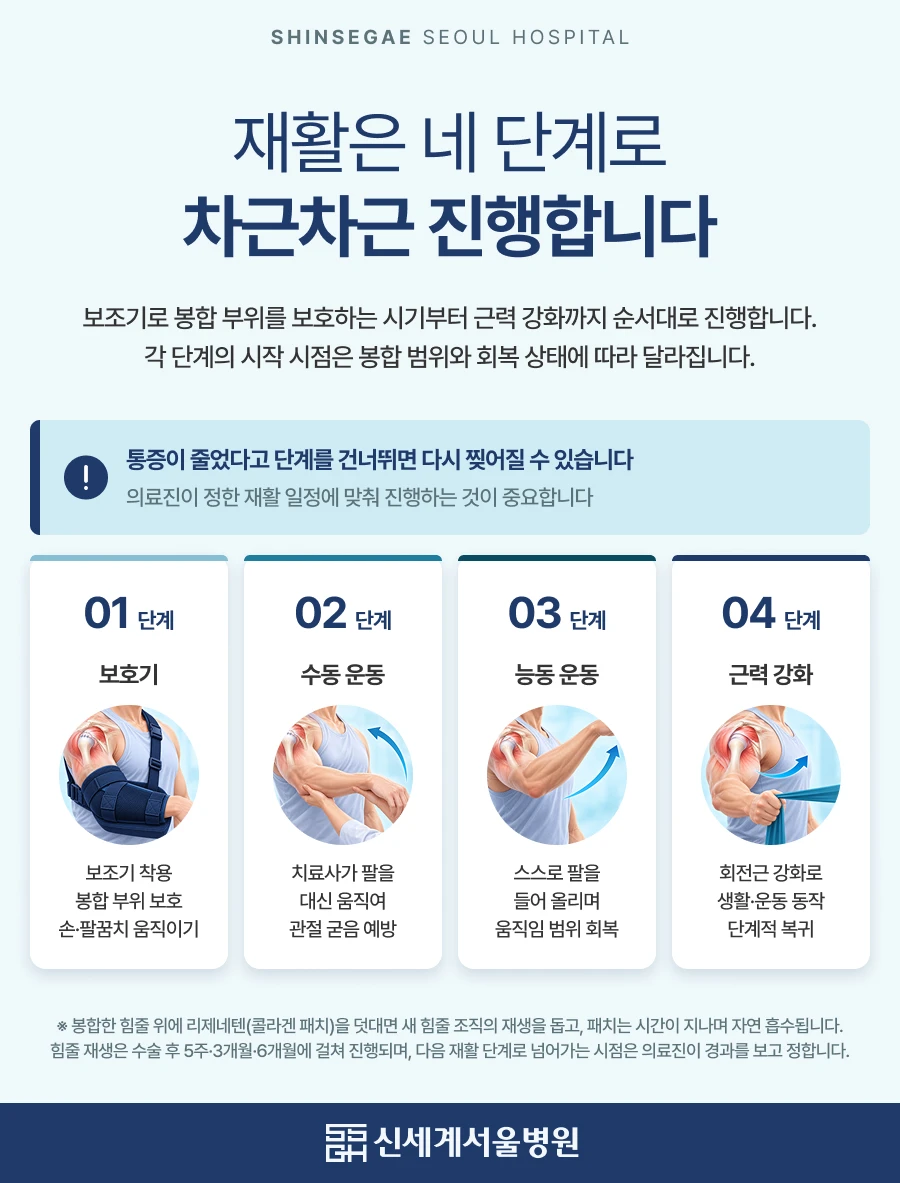 SHINSEGAE SEOUL HOSPITAL
재활은 네 단계로
차근차근 진행합니다
보조기로 봉합 부위를 보호하는 시기부터 근력 강화까지 순서대로 진행합니다.
각 단계의 시작 시점은 봉합 범위와 회복 상태에 따라 달라집니다.
!
통증이 줄었다고 단계를 건너뛰면 다시 찢어질 수 있습니다
의료진이 정한 재활 일정에 맞춰 진행하는 것이 중요합니다
01 단계
보호기
보조기 착용
봉합 부위 보호
손·팔꿈치 움직이기
02 단계
수동 운동
치료사가 팔을
대신 움직여
관절 굳음 예방
03 단계
능동 운동
스스로 팔을
들어 올리며
움직임 범위 회복
04 단계
근력 강화
회전근 강화로
생활·운동 동작
단계적 복귀
※ 봉합한 힘줄 위에 리제네텐(콜라겐 패치)을 덧대면 새 힘줄 조직의 재생을 돕고, 패치는 시간이 지나며 자연 흡수됩니다.
힘줄 재생은 수술 후 5주·3개월·6개월에 걸쳐 진행되며, 다음 재활 단계로 넘어가는 시점은 의료진이 경과를 보고 정합니다.
신세계서울병원